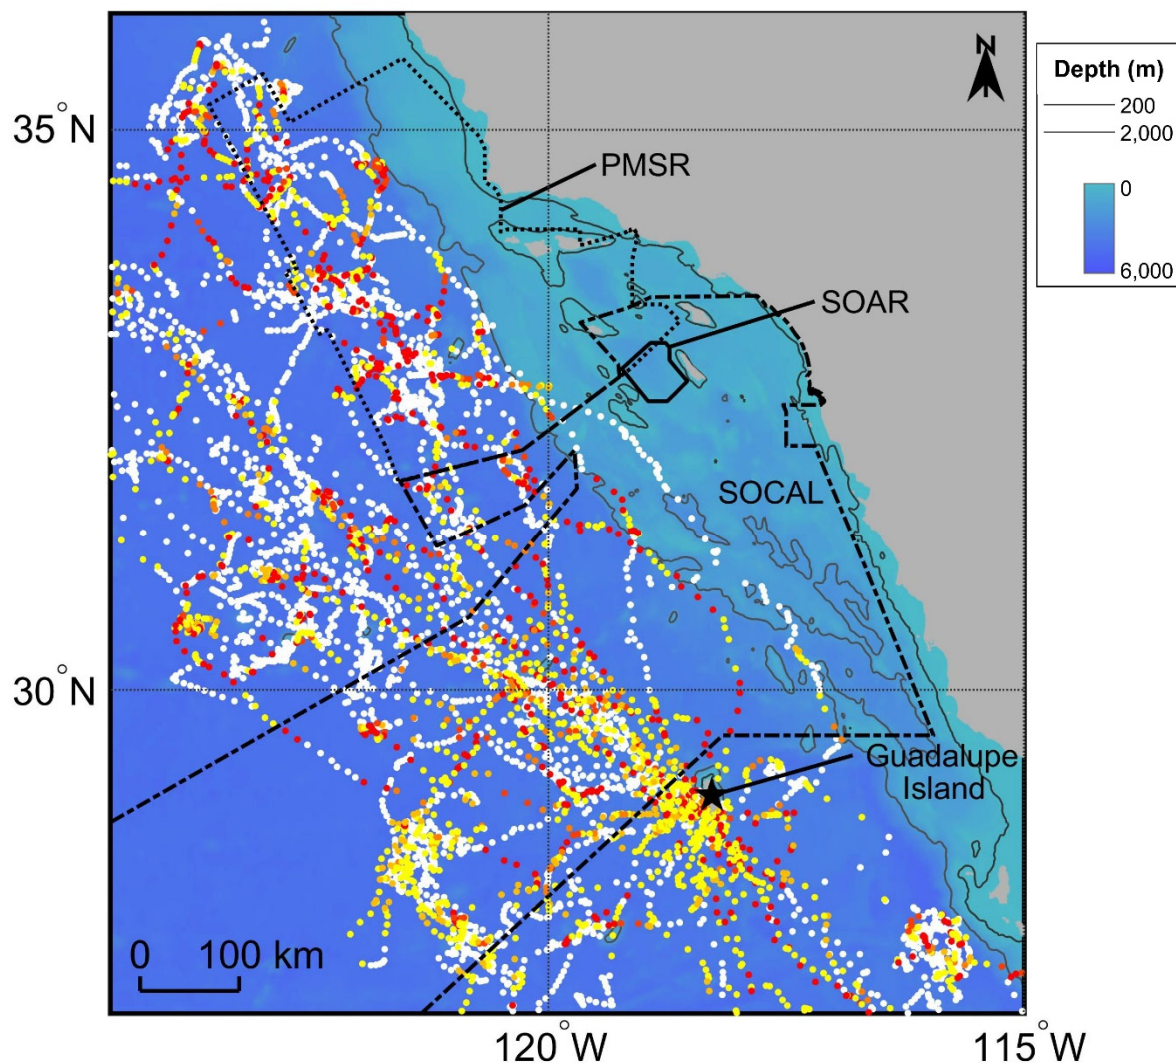 N
Depth (m)
200
2,000
0
6,000
35° N
PMSR
SOAR
SOCAL
30° N
Guadalupe
Island
0 100 km
120° W
115° W